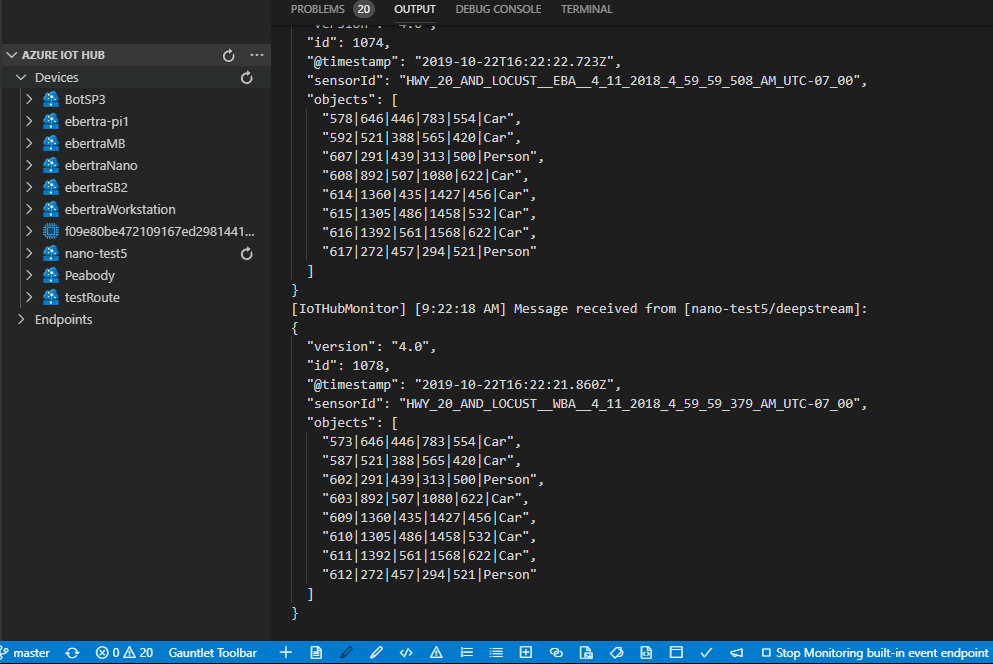 PROBLEMS 20 OUTPUT DEBUG CONSOLE TERMINAL
AZURE IOT HUB
Devices
BotSP3
ebertra-pi1
ebertraMB
ebertraNano
ebertraSB2
ebertraWorkstation
f09e80be472109167ed2981441...
nano-test5
Peabody
testRoute
Endpoints
"version": "4.0",
"id": 1074,
"@timestamp": "2019-10-22T16:22:22.723Z",
"sensorId": "HWY_20_AND_LOCUST__EBA__4_11_2018_4_59_59_508_AM_UTC-07_00",
"objects": [
"578|646|446|783|554|Car",
"592|521|388|565|420|Car",
"607|291|439|313|500|Person",
"608|892|507|1080|622|Car",
"614|1360|435|1427|456|Car",
"615|1305|486|1458|532|Car",
"616|1392|561|1568|622|Car",
"617|272|457|294|521|Person"
]
}
[IoTHubMonitor] [9:22:18 AM] Message received from [nano-test5/deepstream]:
{
"version": "4.0",
"id": 1078,
"@timestamp": "2019-10-22T16:22:21.860Z",
"sensorId": "HWY_20_AND_LOCUST__WBA__4_11_2018_4_59_59_379_AM_UTC-07_00",
"objects": [
"573|646|446|783|554|Car",
"587|521|388|565|420|Car",
"602|291|439|313|500|Person",
"603|892|507|1080|622|Car",
"609|1360|435|1427|456|Car",
"610|1305|486|1458|532|Car",
"611|1392|561|1568|622|Car",
"612|272|457|294|521|Person"
]
}
master 0 20 Gauntlet Toolbar Stop Monitoring built-in event endpoint